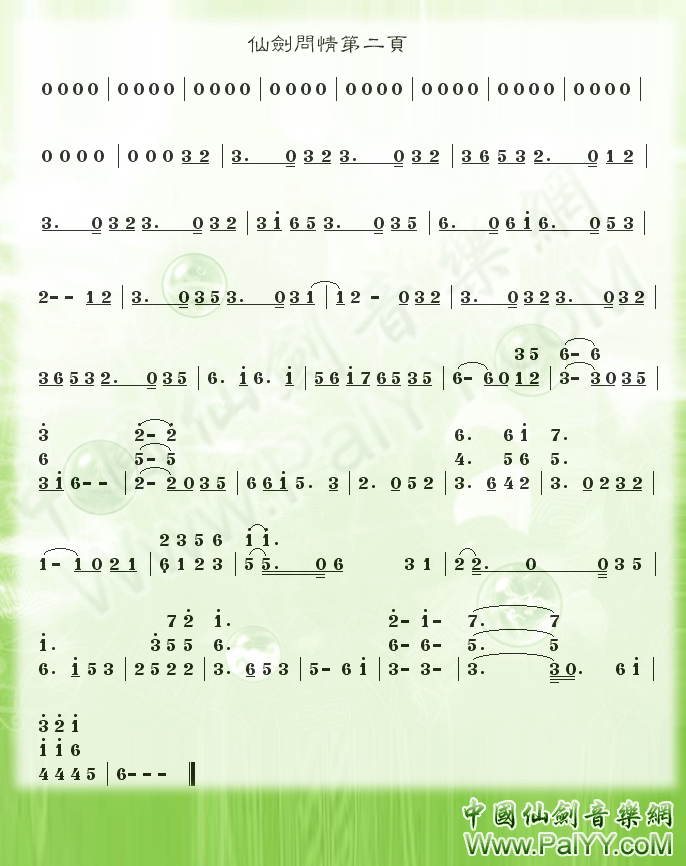 仙劍問情第二頁
0 0 0 0 | 0 0 0 0 | 0 0 0 0 | 0 0 0 0 | 0 0 0 0 | 0 0 0 0 | 0 0 0 0 | 0 0 0 0 |
0 0 0 0 | 0 0 0 3 2 | 3. 0 3 2 3. 0 3 2 | 3 6 5 3 2. 0 1 2 |
3. 0 3 2 3. 0 3 2 | 3 i 6 5 3. 0 3 5 | 6. 0 6 i 6. 0 5 3 |
2 - - 1 2 | 3. 0 3 5 3. 0 3 1 | 1 2 - 0 3 2 | 3. 0 3 2 3. 0 3 2 |
3 5 6 - 6
3 6 5 3 2. 0 3 5 | 6. i 6. i | 5 6 i 7 6 5 3 5 | 6 - 6 0 1 2 | 3 - 3 0 3 5 |
3 2 - 2 6. 6 i 7.
6 5 - 5 4. 5 6 5.
3 i 6 - - | 2 - 2 0 3 5 | 6 6 i 5. 3 | 2. 0 5 2 | 3. 6 4 2 | 3. 0 2 3 2 |
2 3 5 6 i i.
1 - 1 0 2 1 | 6 1 2 3 | 5 5. 0 6 3 1 | 2 2. 0 0 3 5 |
7 2 i. 2 - i - 7. 7
i. 3 5 5 6. 6 - 6 - 5. 5
6. i 5 3 | 2 5 2 2 | 3. 6 5 3 | 5 - 6 i | 3 - 3 - | 3. 3 0. 6 i |
3 2 i
i i 6
4 4 4 5 | 6 - - -
中國仙劍音樂網
Www.PalYY.Com
仙劍音樂網
Www.PalYY.COM